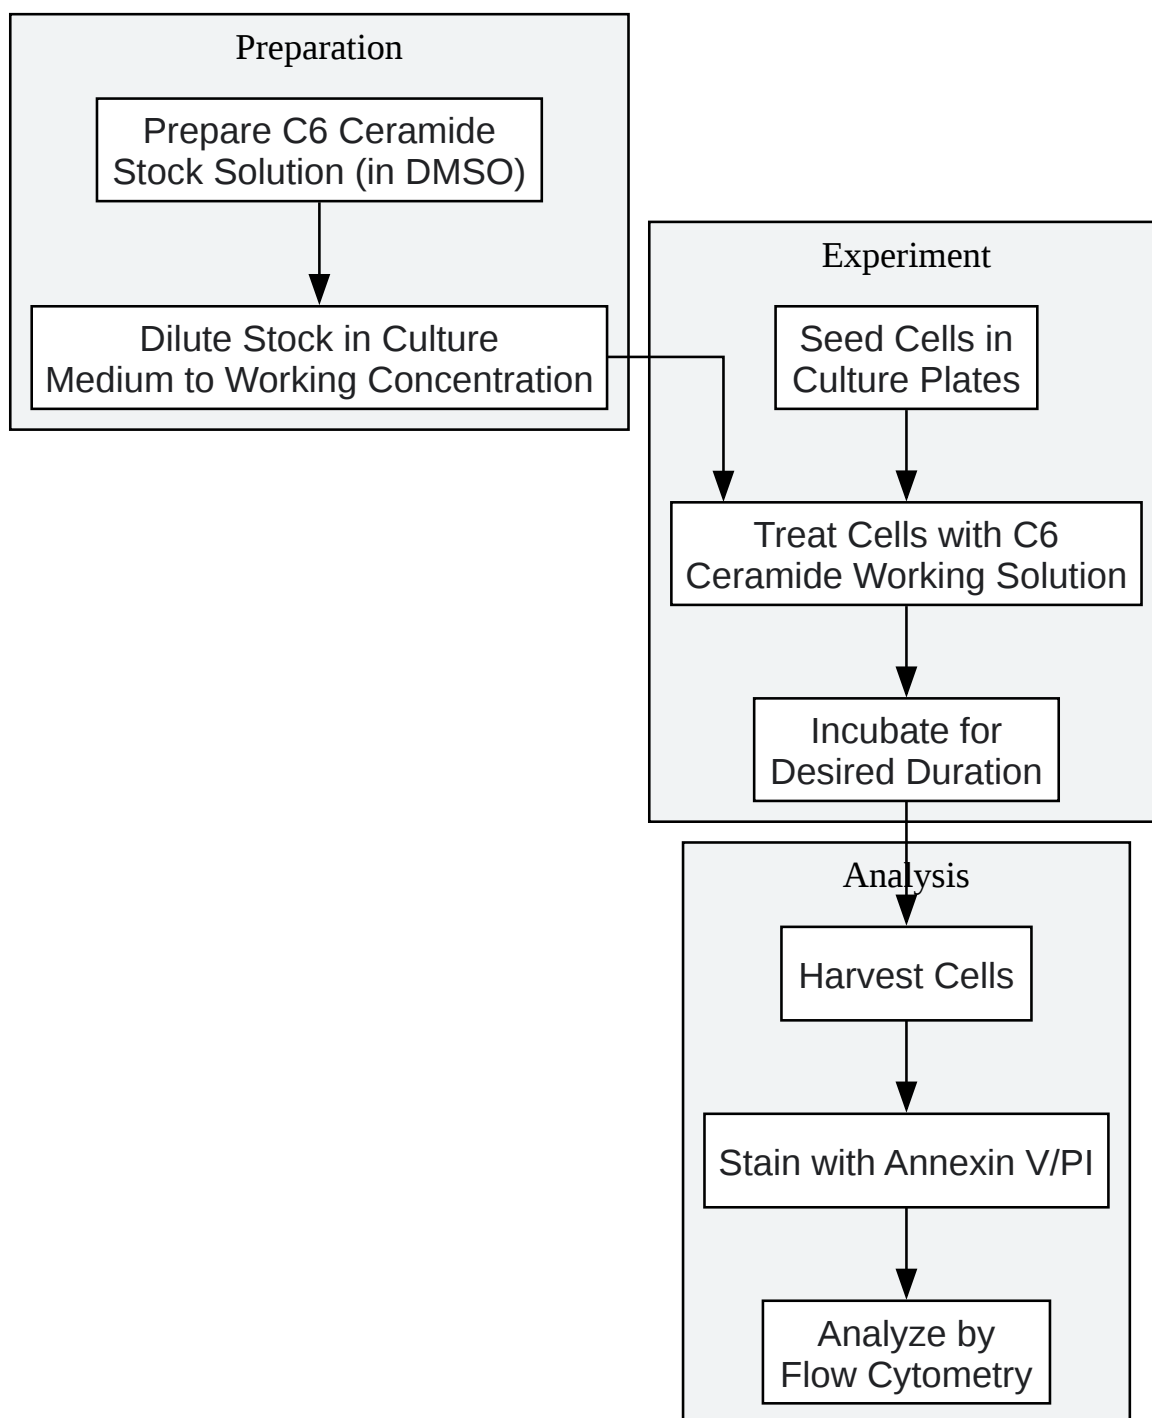 Preparation
Prepare C6 Ceramide
Stock Solution (in DMSO)
Dilute Stock in Culture
Medium to Working Concentration
Experiment
Seed Cells in
Culture Plates
Treat Cells with C6
Ceramide Working Solution
Incubate for
Desired Duration
Analysis
Harvest Cells
Stain with Annexin V/PI
Analyze by
Flow Cytometry